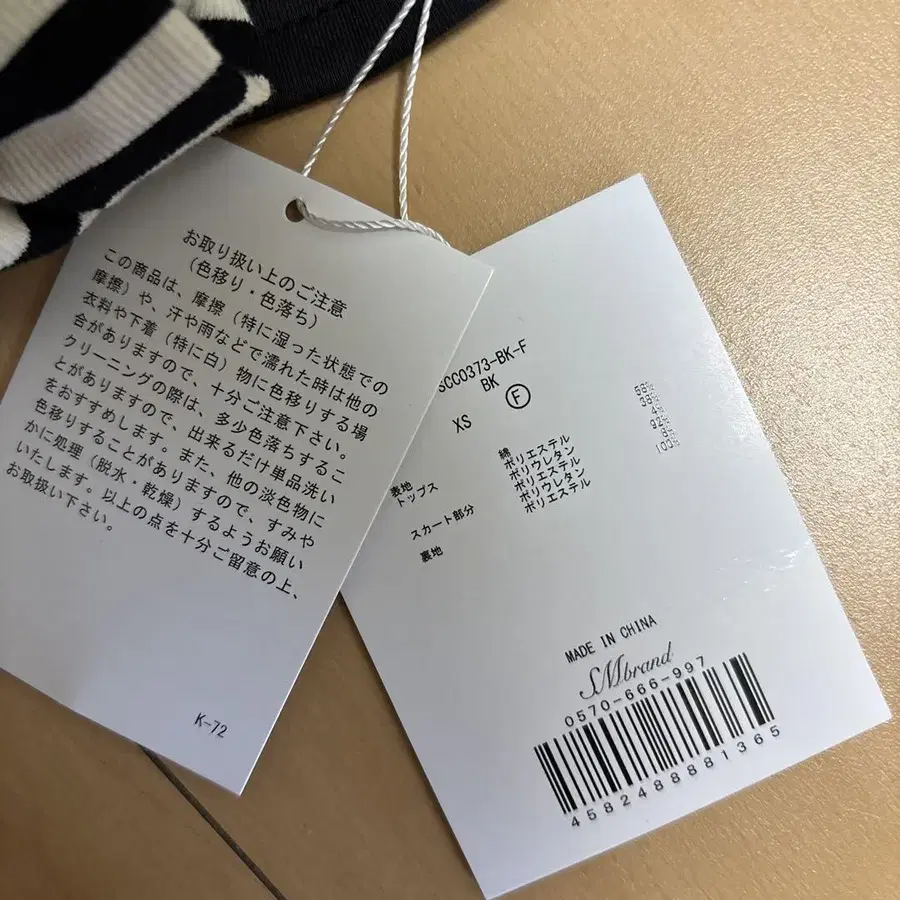 お取り扱い上のご注意
(色移り・色落ち)
この商品は、摩擦（特に湿った状態での
摩擦）や、汗や雨などで濡れた時は他の
衣料や下着（特に白）物に色移りする場
合がありますので、十分ご注意下さい。
クリーニングの際は、多少色落ちするこ
とがありますので、出来るだけ単品洗い
をおすすめします。また、他の淡色物に
色移りすることがありますので、すみや
かに処理（脱水・乾燥）するようお願い
いたします。以上の点を十分ご留意の上、
お取扱い下さい。
K-72
SCC0373-BK-F
BK
XS F
表地
トップス 綿 58%
ポリエステル 38%
ポリウレタン 4%
スカート部分 ポリエステル 92%
ポリウレタン 8%
裏地 ポリエステル 100%
MADE IN CHINA
SMbrand
0570-666-997
4582488881365